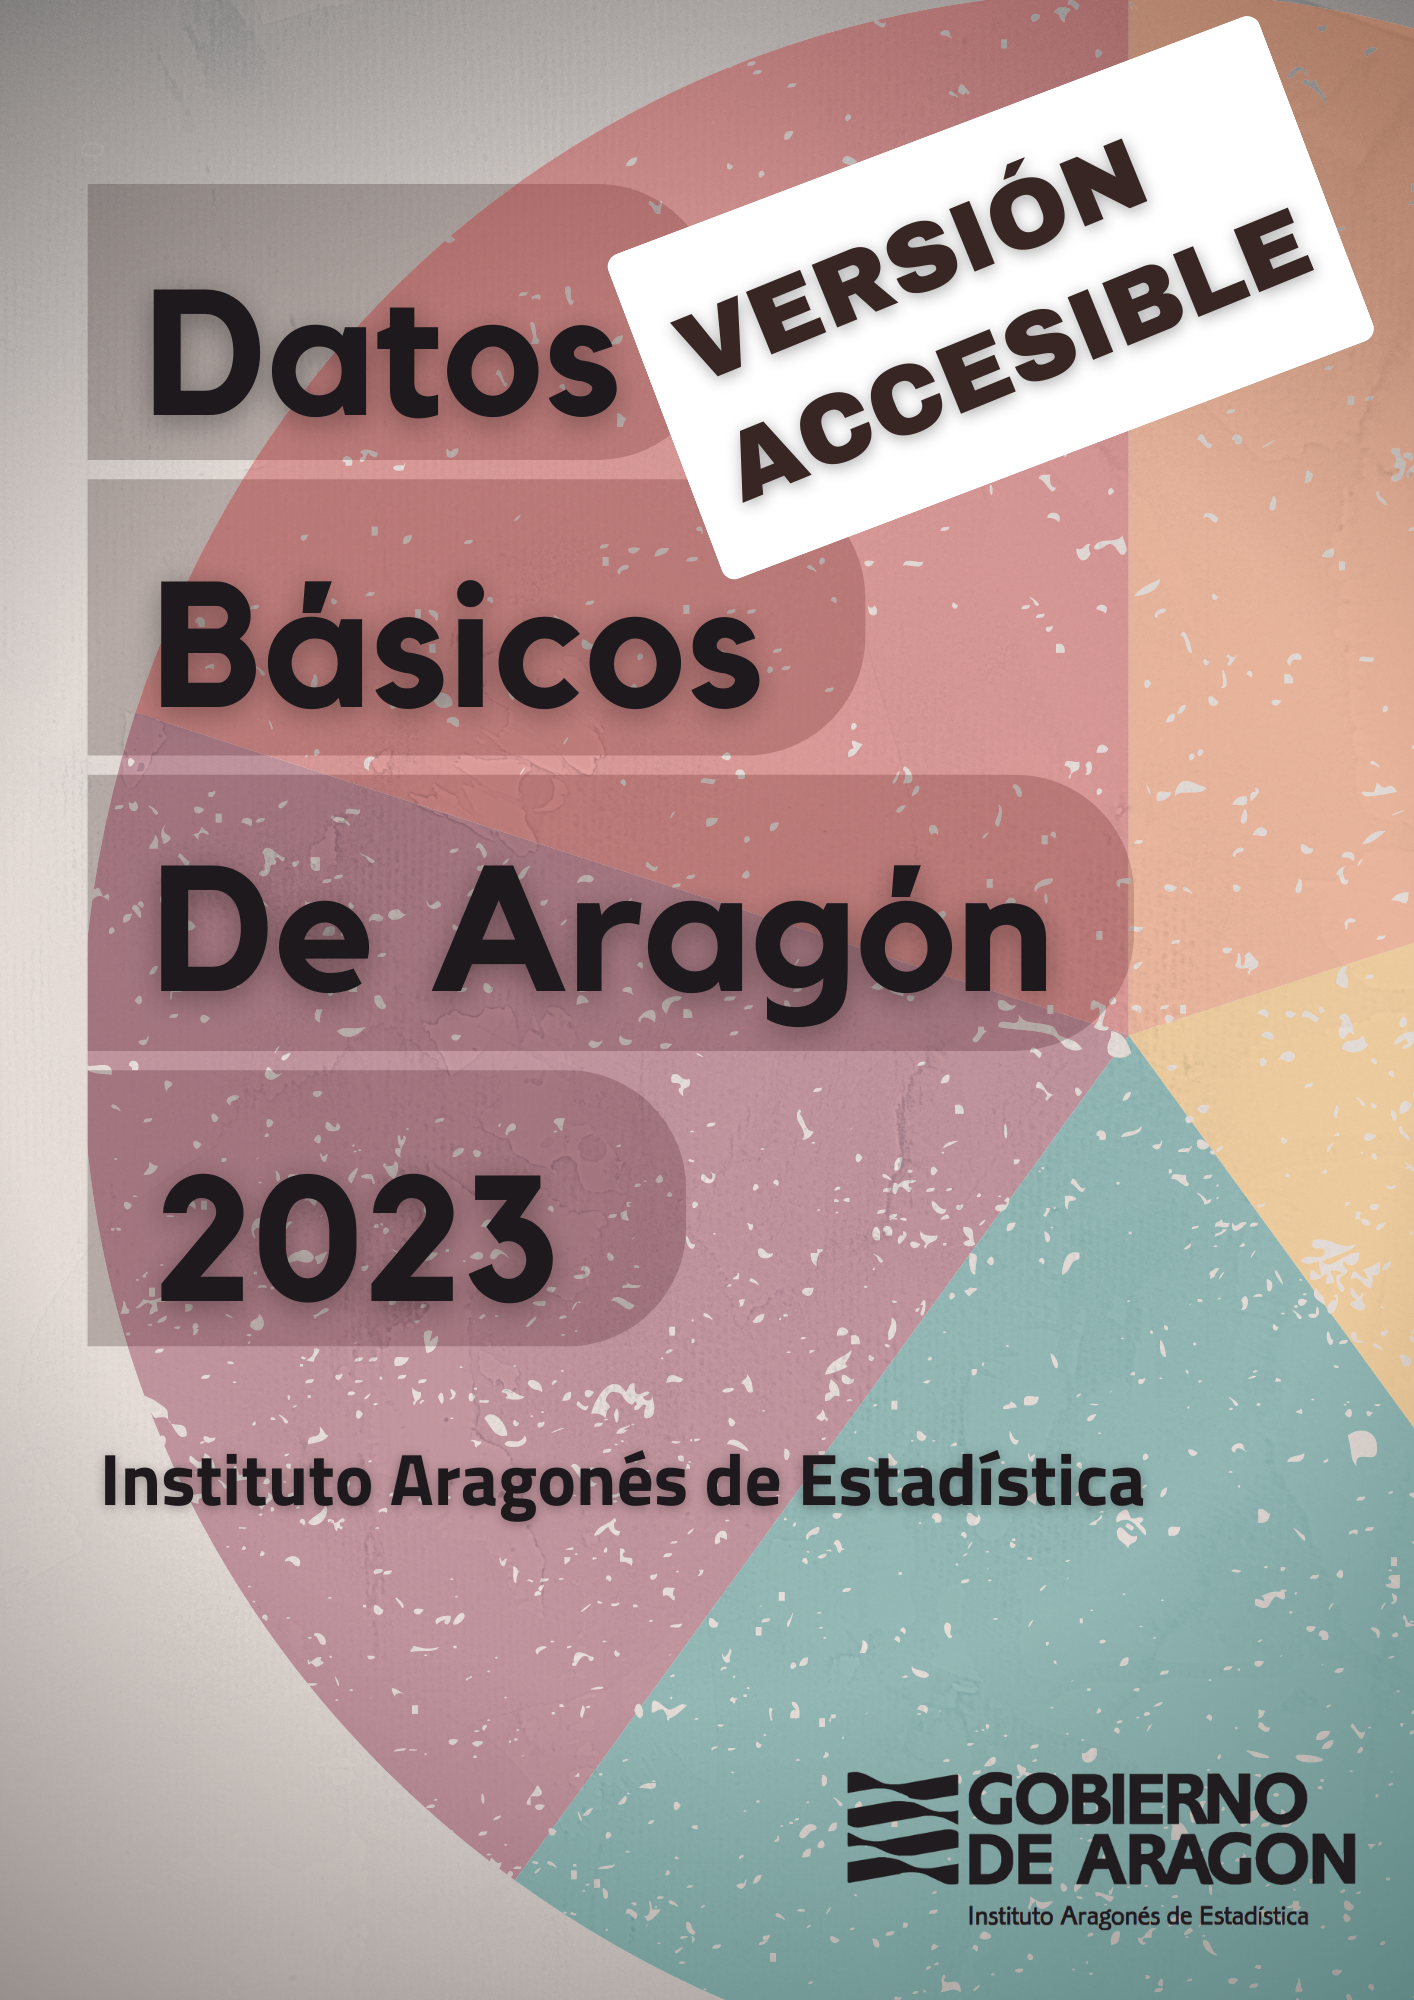 VERSIÓN
ACCESIBLE
Datos
Básicos
De Aragón
2023
Instituto Aragonés de Estadística
GOBIERNO
DE ARAGON
Instituto Aragonés de Estadística